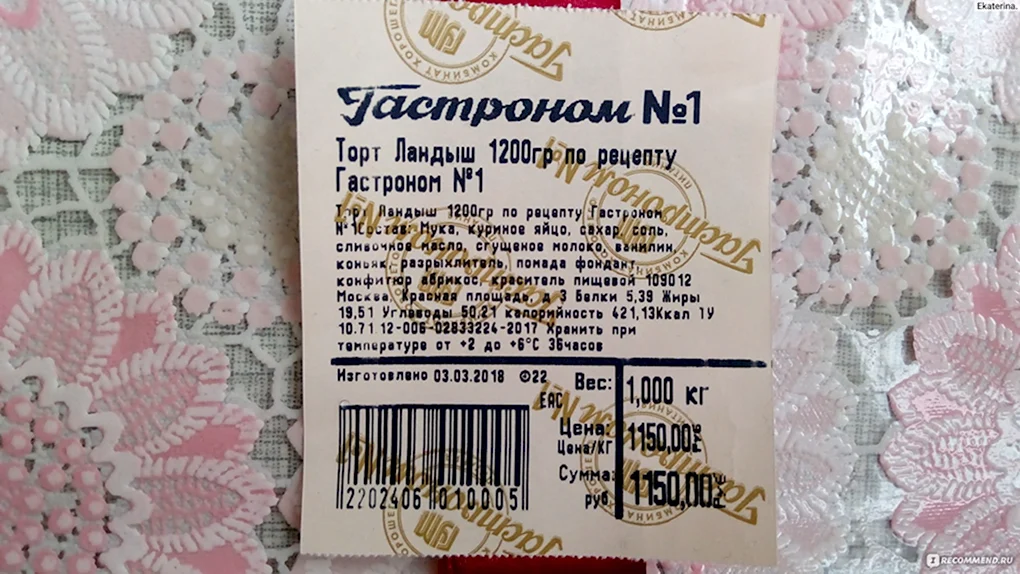 Ekaterina.
Гастроном №1
Торт Ландыш 1200гр по рецепту
Гастроном №1
Торт Ландыш 1200гр по рецепту Гастроном
№1Состав: Мука, куриное яйцо, сахар, соль,
сливочное масло, сгущеное молоко, ванилин,
коньяк, разрыхлитель, помада фондант,
конфитюр абрикос, краситель пищевой 109012
Москва, Красная площадь, д 3 Белки 5,39 Жиры
19,51 Углеводы 50,21 калорийность 421,13Ккал ТУ
10.71.12-006-02833224-2017 Хранить при
температуре от +2 до +6°С 36часов
Изготовлено 03.03.2018 ©22
ЕАС
Вес: 1,000 кг
Цена: 1150,00
Цена/КГ
Сумма: 1150,00
руб.
2202406 010005
IRECOMMEND.RU